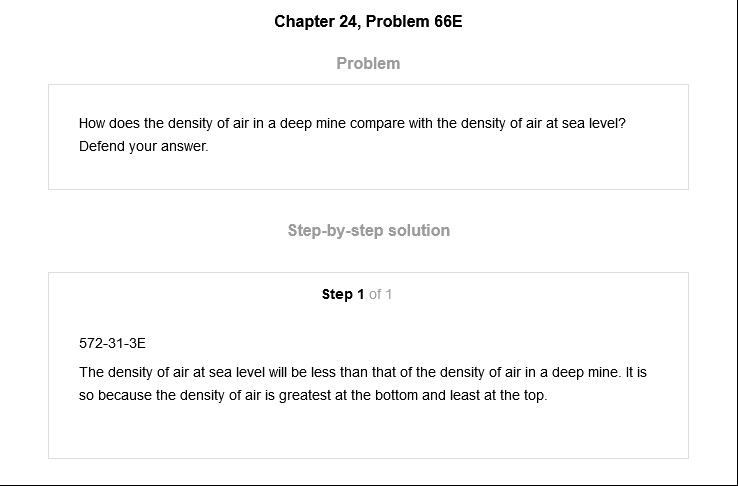 Chapter 24, Problem 66E
Problem
How does the density of air in a deep mine compare with the density of air at sea level?
Defend your answer.
Step-by-step solution
Step 1 of 1
572-31-3E
The density of air at sea level will be less than that of the density of air in a deep mine. It is
so because the density of air is greatest at the bottom and least at the top.